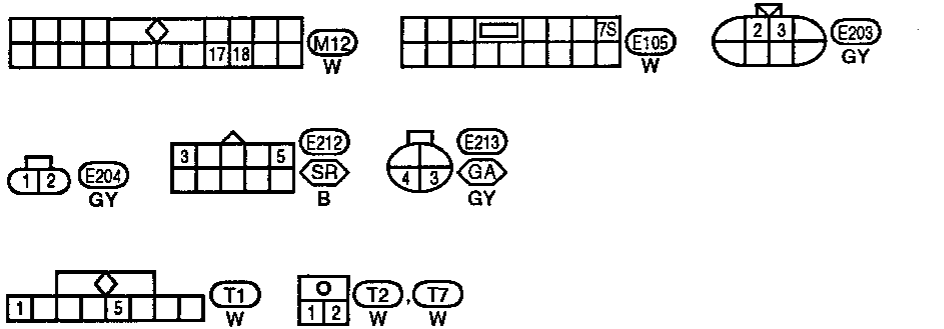 17 18 M12 W
7S E105 W
2 3 E203 GY
1 2 E204 GY
3 5 E212 SR B
4 3 E213 GA GY
1 5 T1 W
1 2 T2 , T7 W W